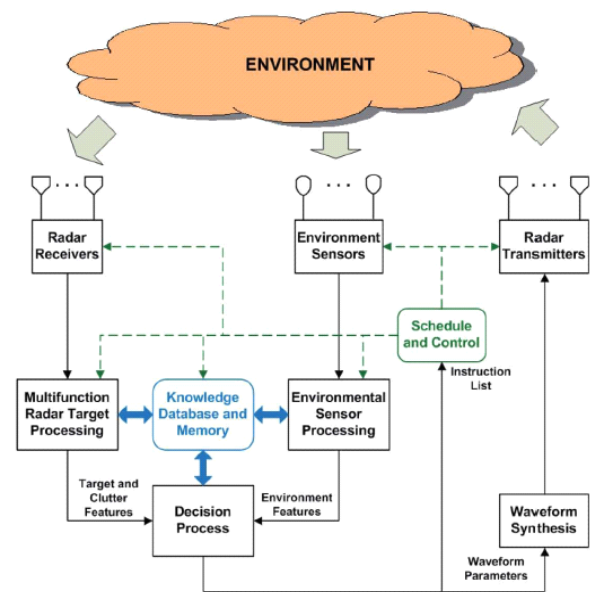 ENVIRONMENT
Radar
Receivers
Environment
Sensors
Radar
Transmitters
Schedule
and Control
Instruction
List
Multifunction
Radar Target
Processing
Knowledge
Database and
Memory
Environmental
Sensor
Processing
Target and
Clutter
Features
Decision
Process
Environment
Features
Waveform
Synthesis
Waveform
Parameters